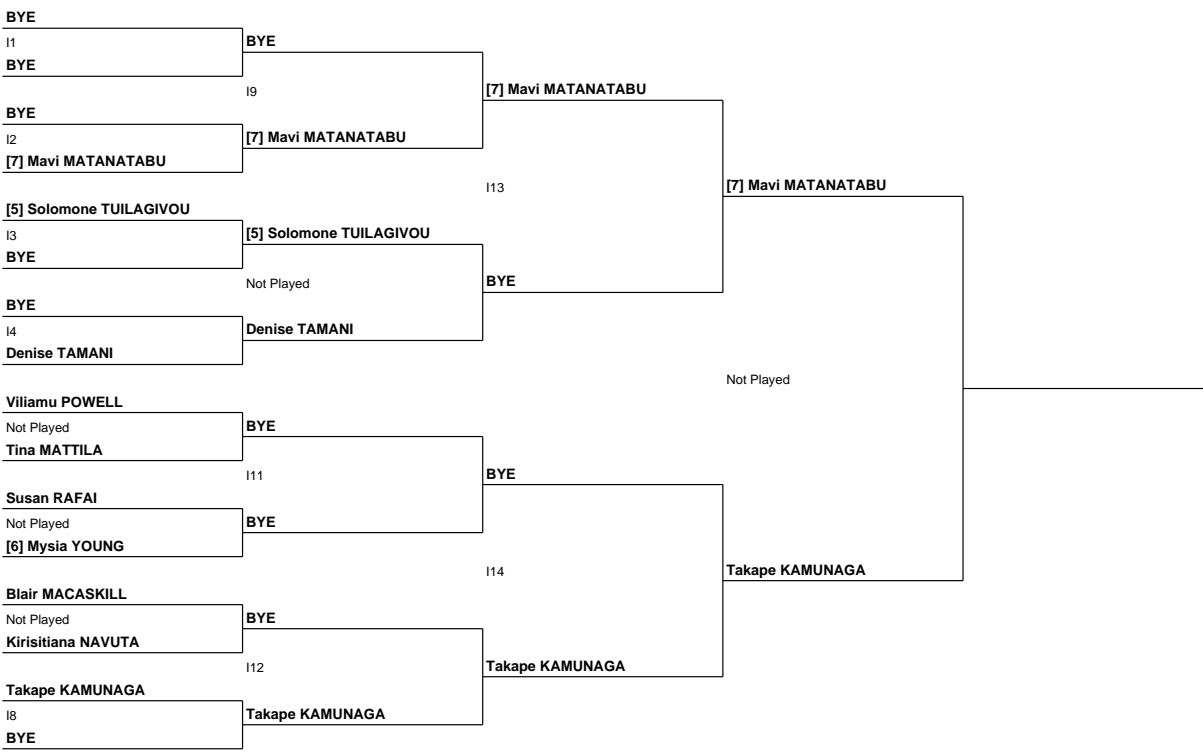 BYE
I1
BYE
BYE
I9
BYE
I2
[7] Mavi MATANATABU
[7] Mavi MATANATABU
[7] Mavi MATANATABU
I13
[7] Mavi MATANATABU
[5] Solomone TUILAGIVOU
I3
BYE
[5] Solomone TUILAGIVOU
Not Played
BYE
BYE
I4
Denise TAMANI
Denise TAMANI
Not Played
Viliamu POWELL
Not Played
Tina MATTILA
BYE
I11
BYE
Susan RAFAI
Not Played
[6] Mysia YOUNG
BYE
I14
Takape KAMUNAGA
Blair MACASKILL
Not Played
Kirisitiana NAVUTA
BYE
I12
Takape KAMUNAGA
Takape KAMUNAGA
I8
BYE
Takape KAMUNAGA